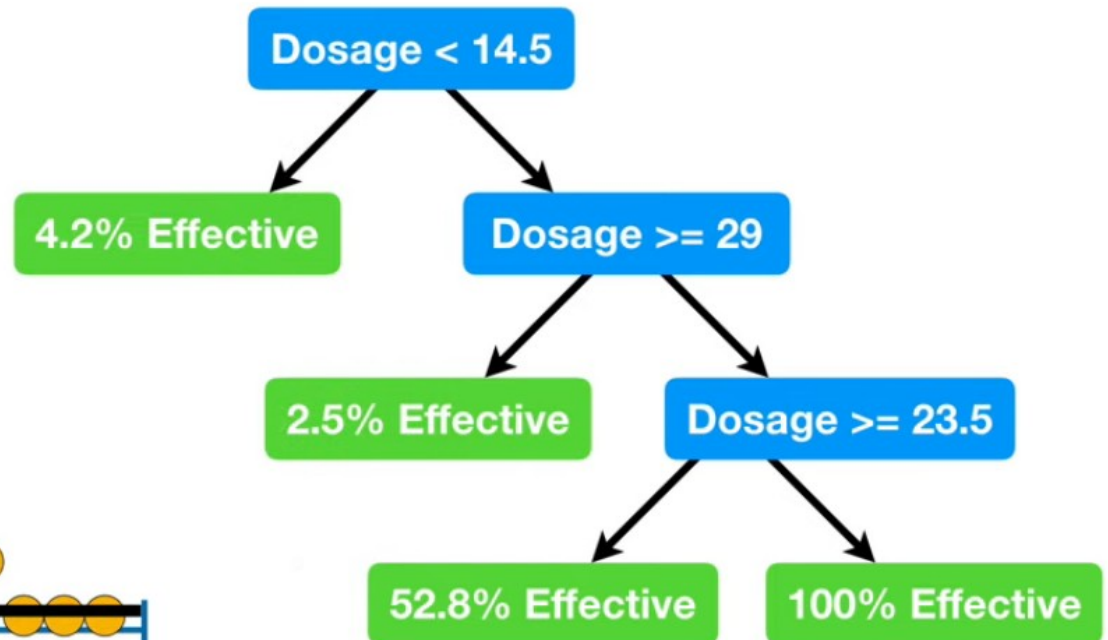 Dosage < 14.5
4.2% Effective
Dosage >= 29
2.5% Effective
Dosage >= 23.5
52.8% Effective
100% Effective